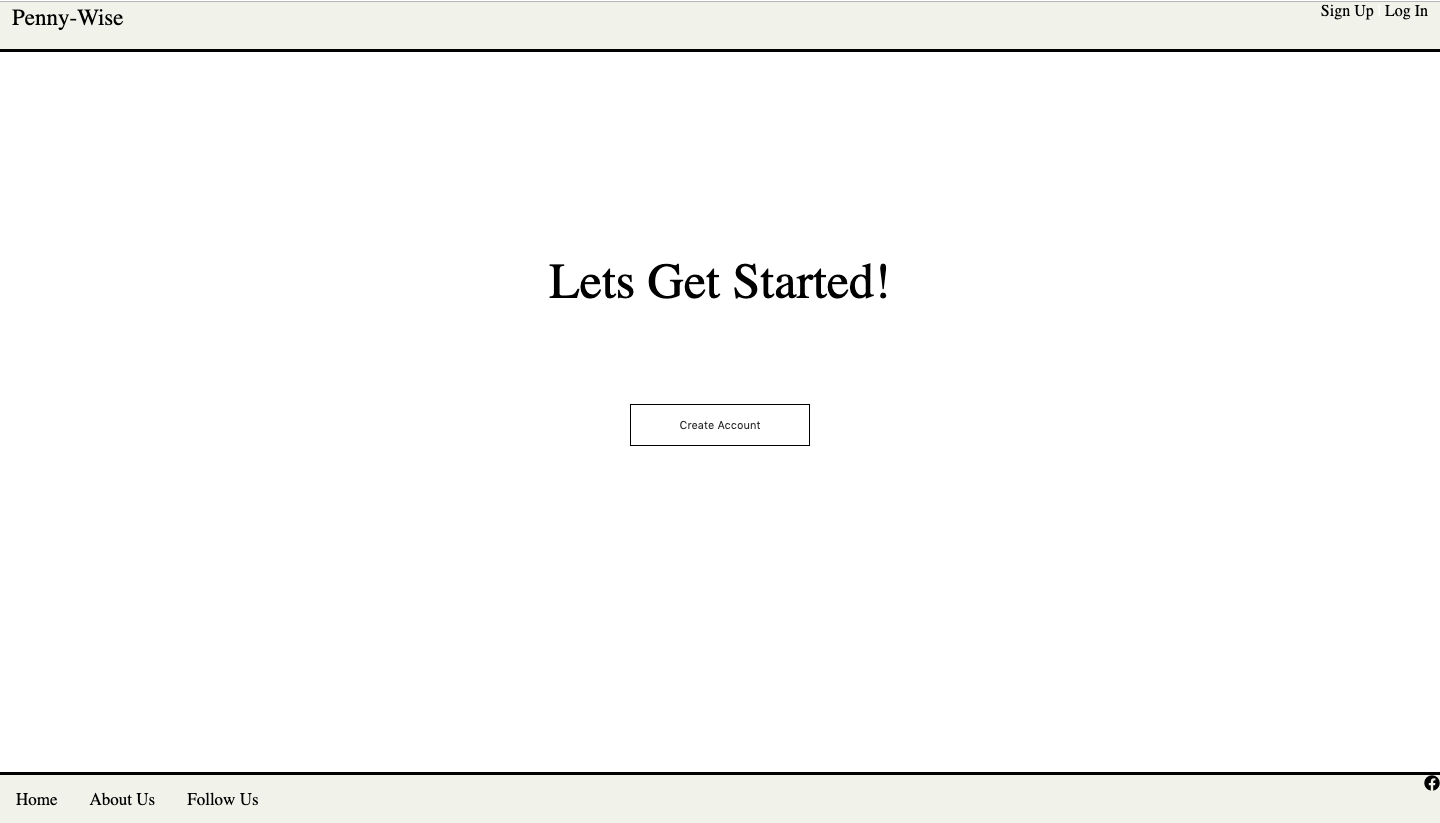 Penny-Wise
Sign Up Log In
Lets Get Started!
Create Account
Home About Us Follow Us